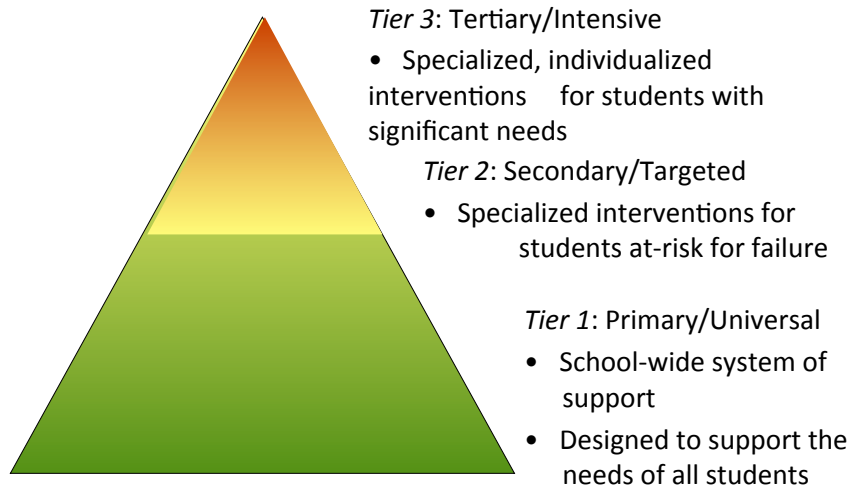 Tier 3: Tertiary/Intensive
• Specialized, individualized
interventions for students with
significant needs
Tier 2: Secondary/Targeted
• Specialized interventions for
students at-risk for failure
Tier 1: Primary/Universal
• School-wide system of
support
• Designed to support the
needs of all students